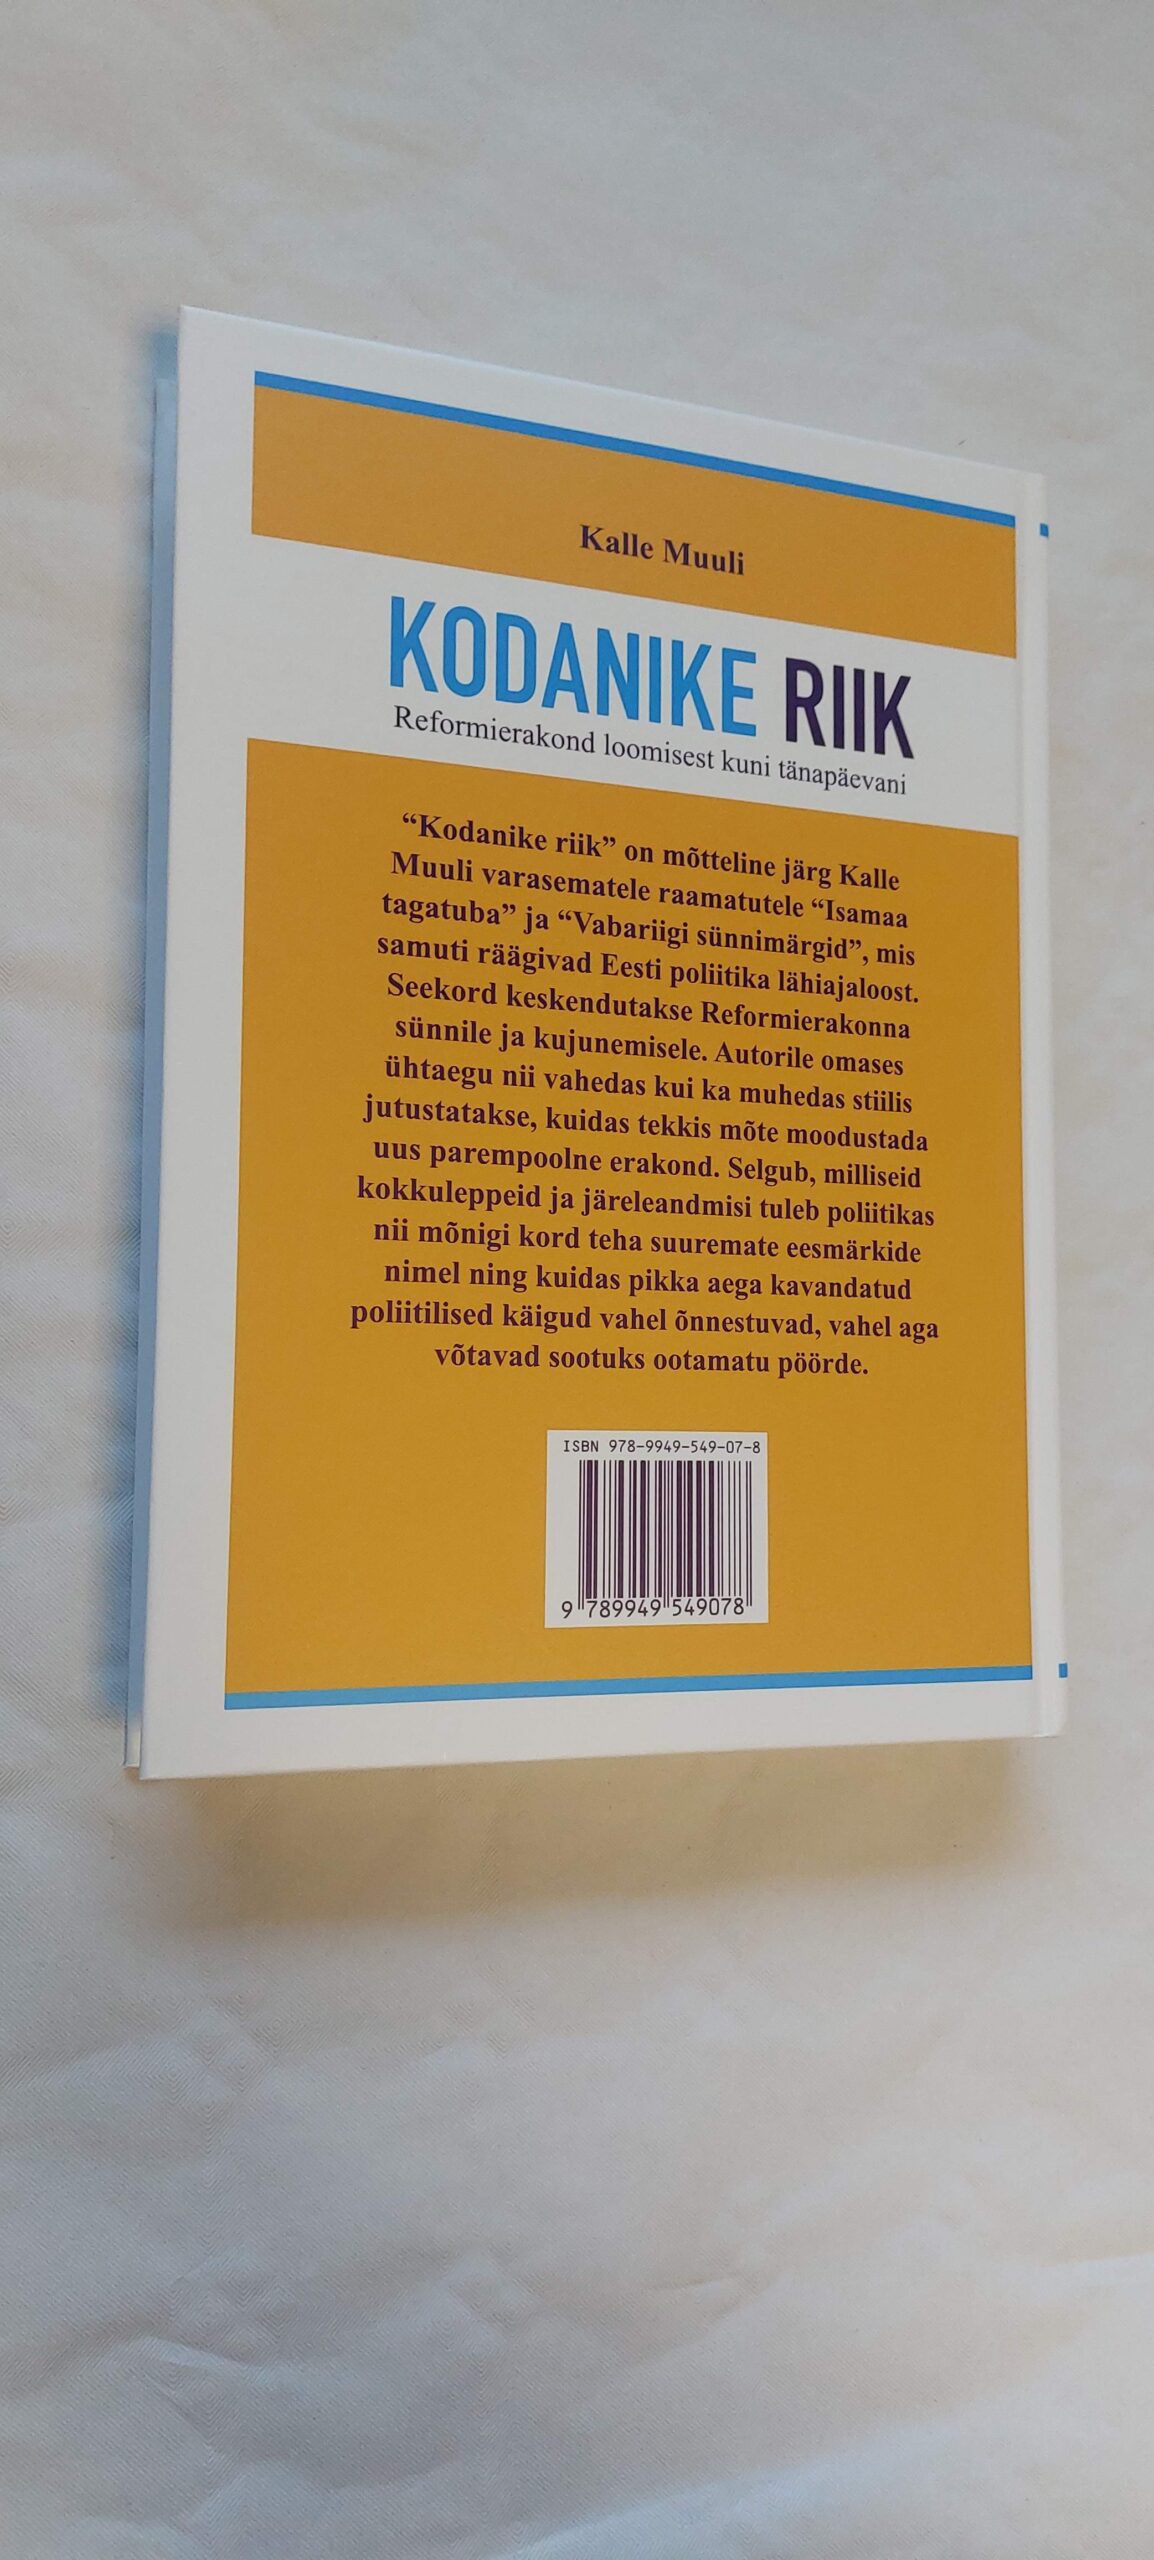 Kalle Muuli
KODANIKE RIIK
Reformierakond loomisest kuni tänapäevani
“Kodanike riik” on mõtteline järg Kalle
Muuli varasematele raamatutele “Isamaa
tagatuba” ja “Vabariigi sünnimärgid”, mis
samuti räägivad Eesti poliitika lähiajaloost.
Seekord keskendutakse Reformierakonna
sünnile ja kujunemisele. Autorile omases
ühtaegu nii vahedas kui ka muhedas stiilis
jutustatakse, kuidas tekkis mõte moodustada
uus parempoolne erakond. Selgub, milliseid
kokkuleppeid ja järeleandmisi tuleb poliitikas
nii mõnigi kord teha suuremate eesmärkide
nimel ning kuidas pikka aega kavandatud
poliitilised käigud vahel õnnestuvad, vahel aga
võtavad sootuks ootamatu pöörde.
ISBN 978-9949-549-07-8
9 789949 549078